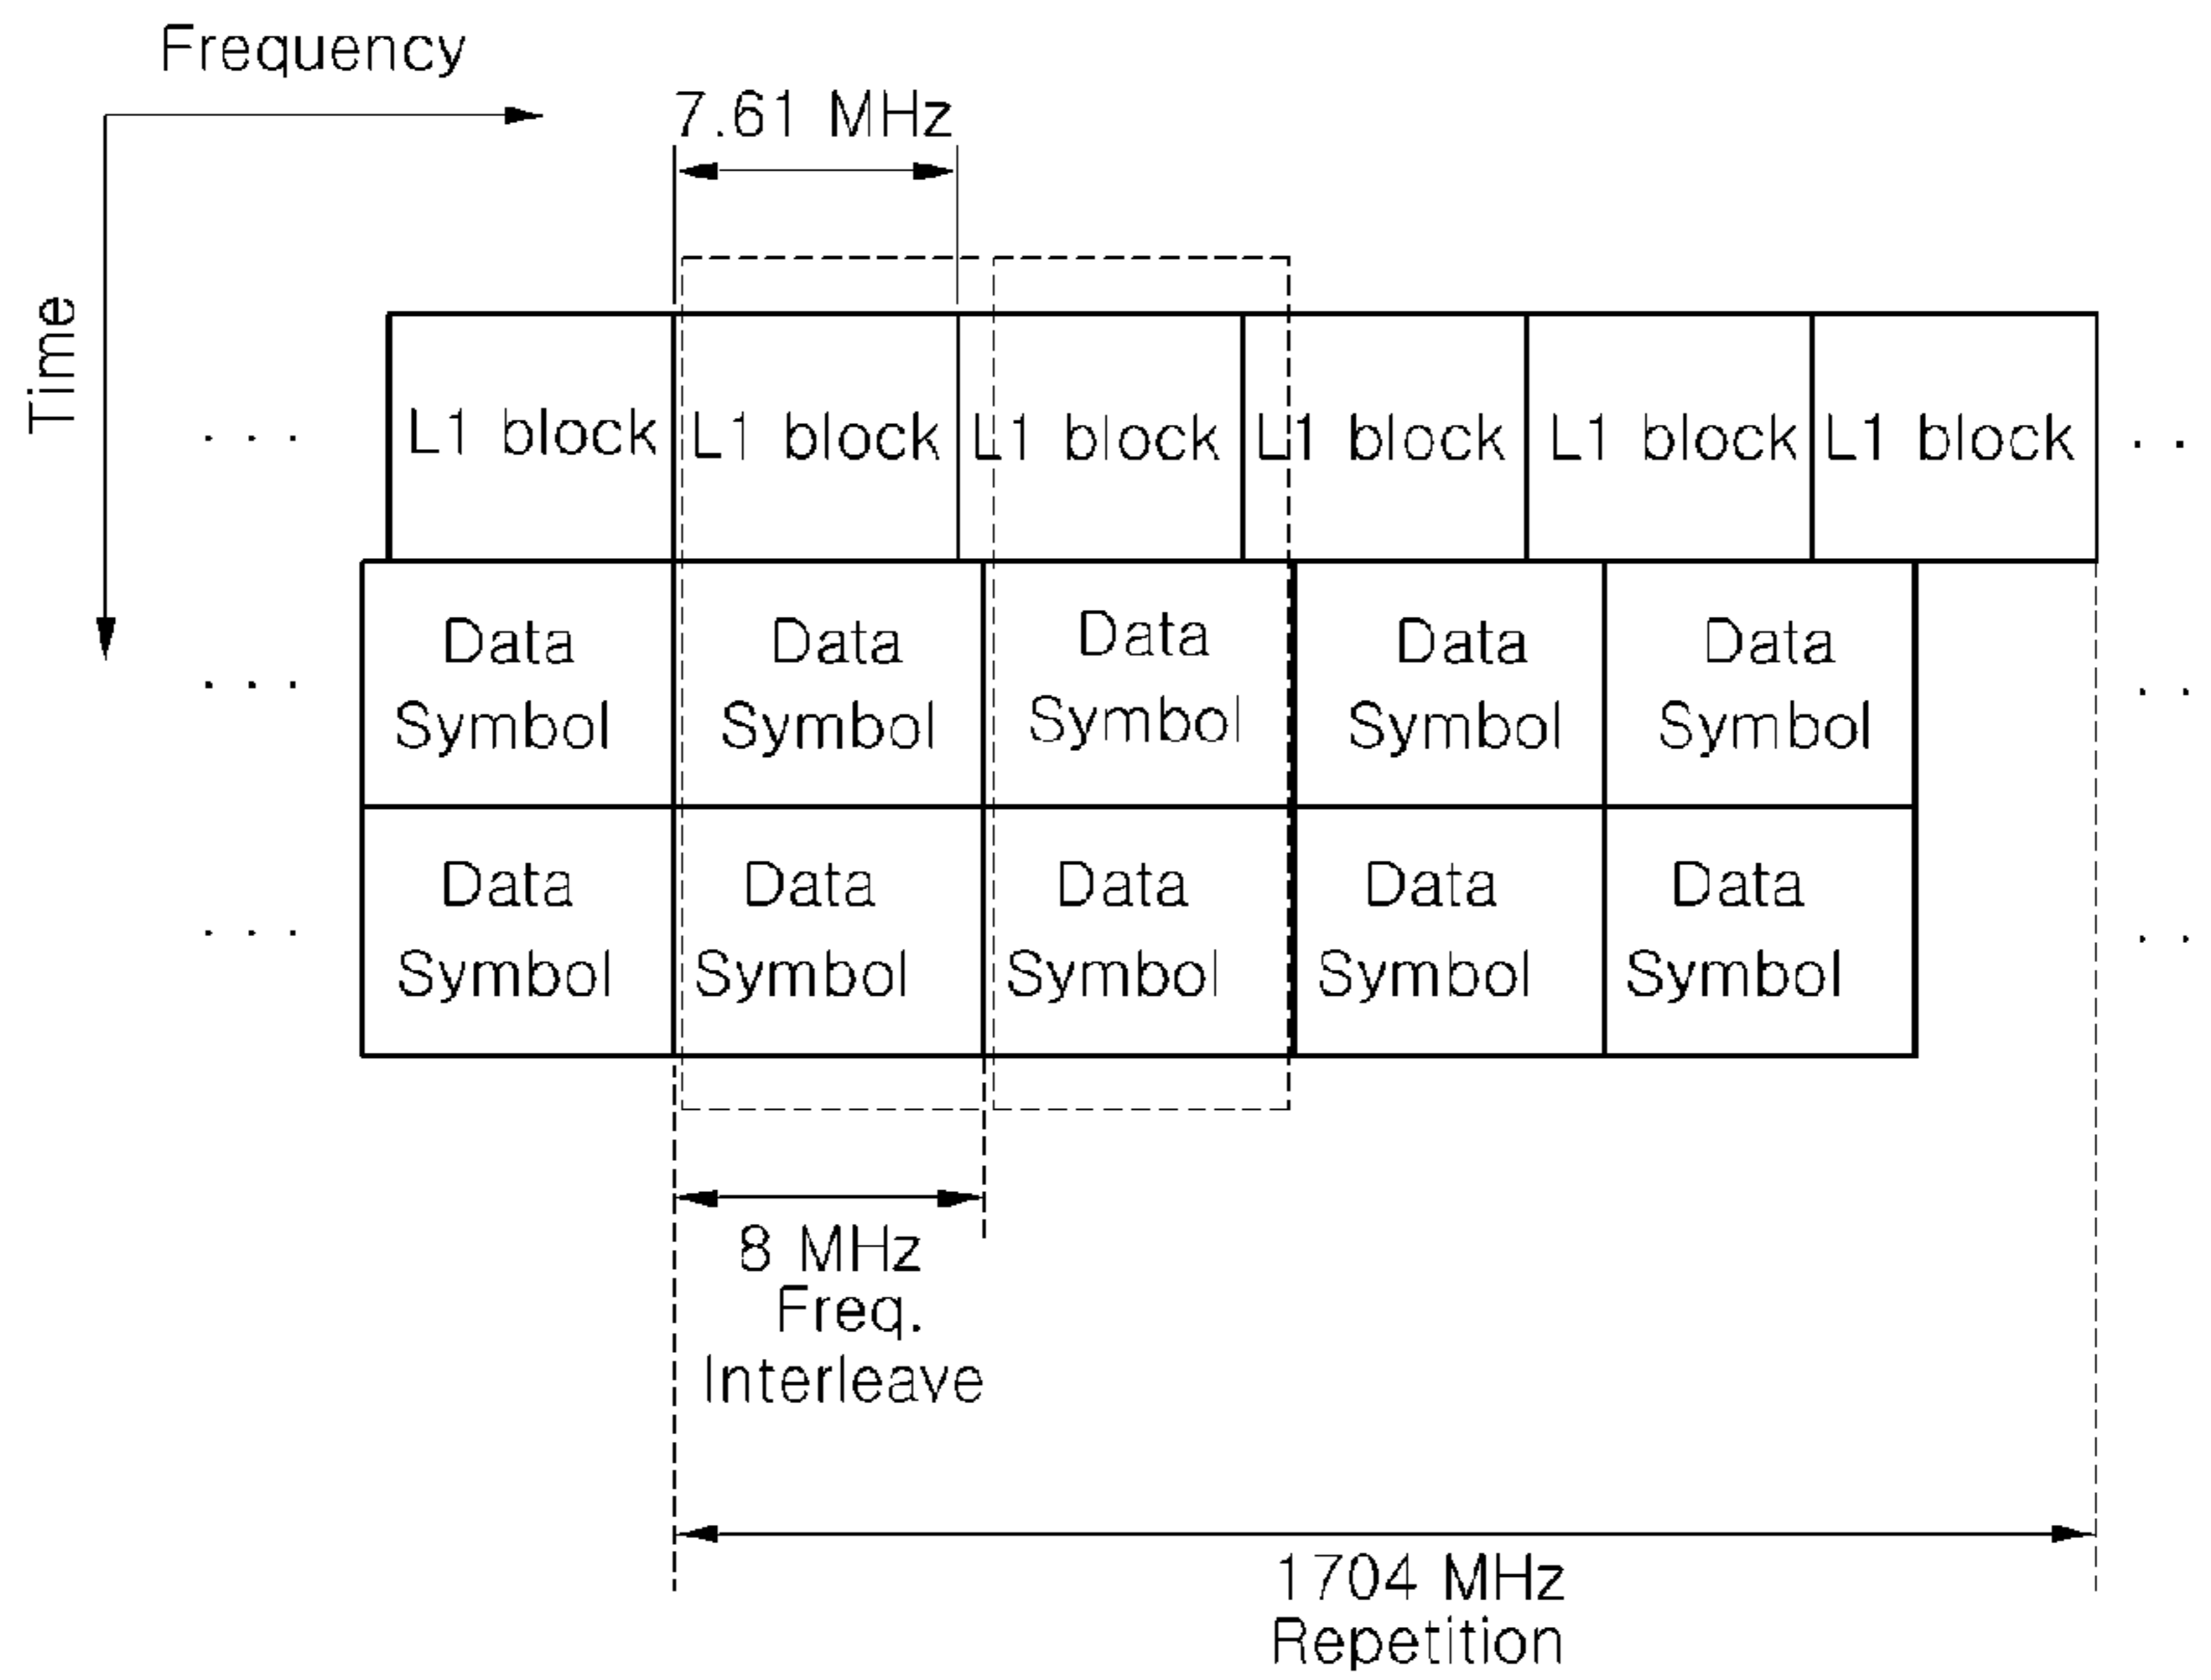 Frequency
7.61 MHz
Time
. . . L1 block L1 block L1 block L1 block L1 block L1 block . .
Data Data Data Data Data
. . . Symbol Symbol Symbol Symbol Symbol . .
Data Data Data Data Data
. . . Symbol Symbol Symbol Symbol Symbol . .
8 MHz
Freq.
Interleave
1704 MHz
Repetition